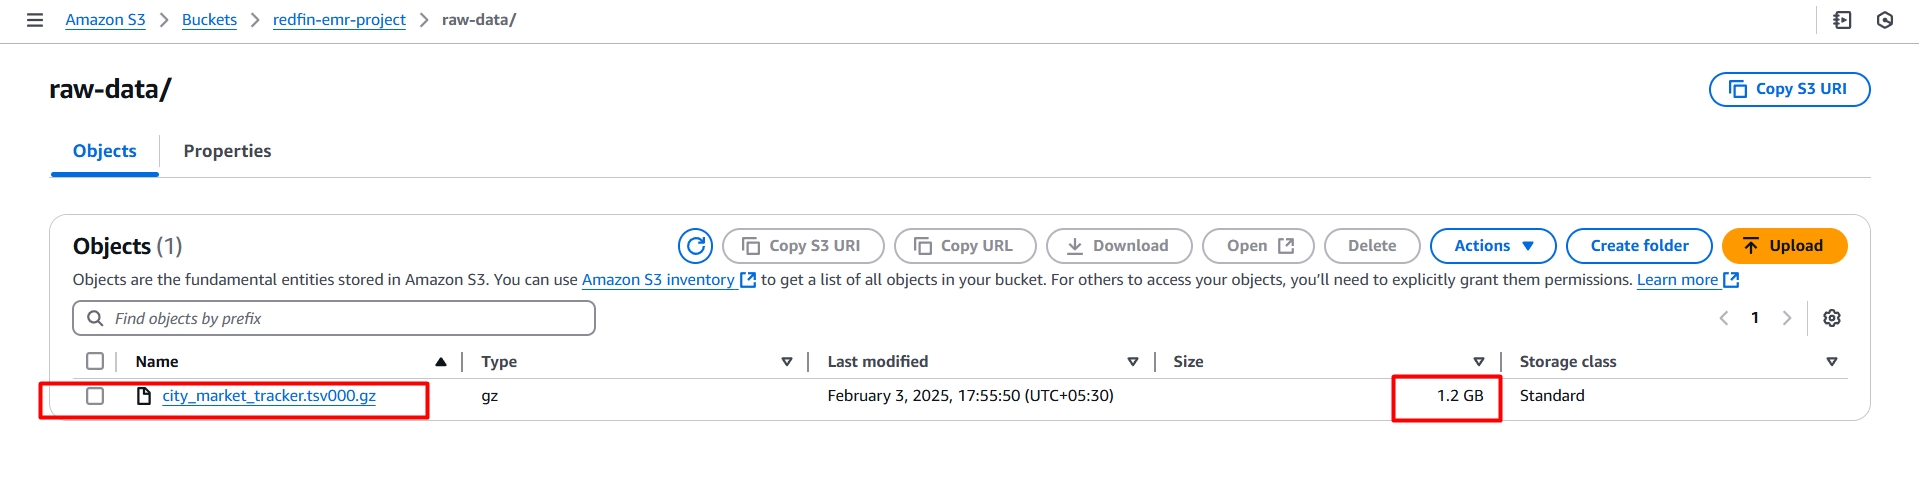 Amazon S3 > Buckets > redfin-emr-project > raw-data/
raw-data/
Copy S3 URI
Objects Properties
Objects (1)
Copy S3 URI Copy URL Download Open Delete Actions Create folder Upload
Objects are the fundamental entities stored in Amazon S3. You can use Amazon S3 inventory to get a list of all objects in your bucket. For others to access your objects, you'll need to explicitly grant them permissions. Learn more
Find objects by prefix
1
Name Type Last modified Size Storage class
city_market_tracker.tsv000.gz gz February 3, 2025, 17:55:50 (UTC+05:30) 1.2 GB Standard